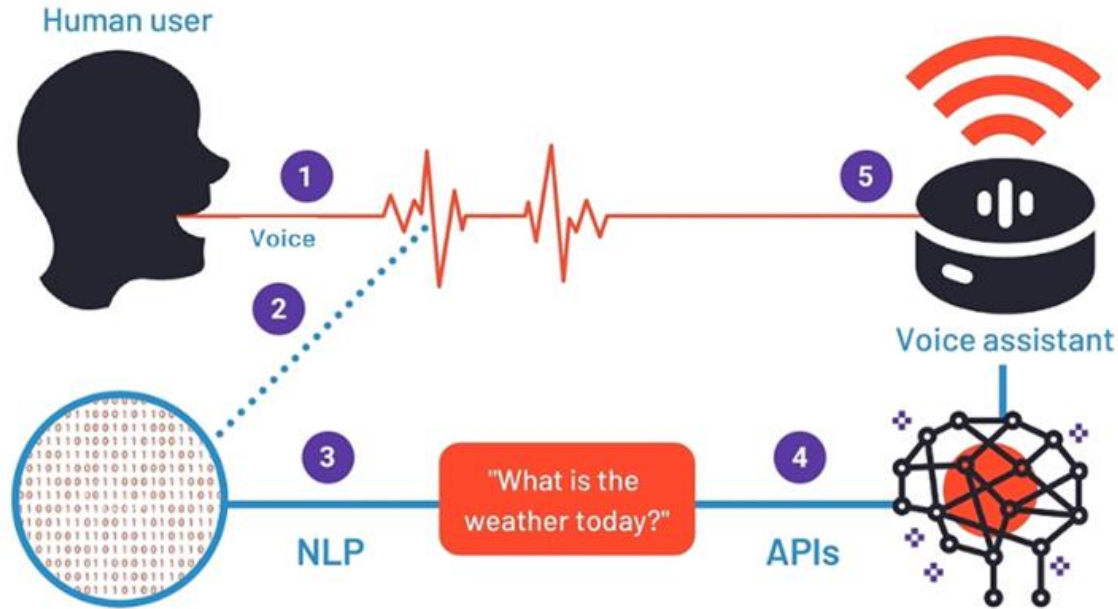 Human user
1
5
Voice
2
Voice assistant
3
4
"What is the
weather today?"
NLP
APIs